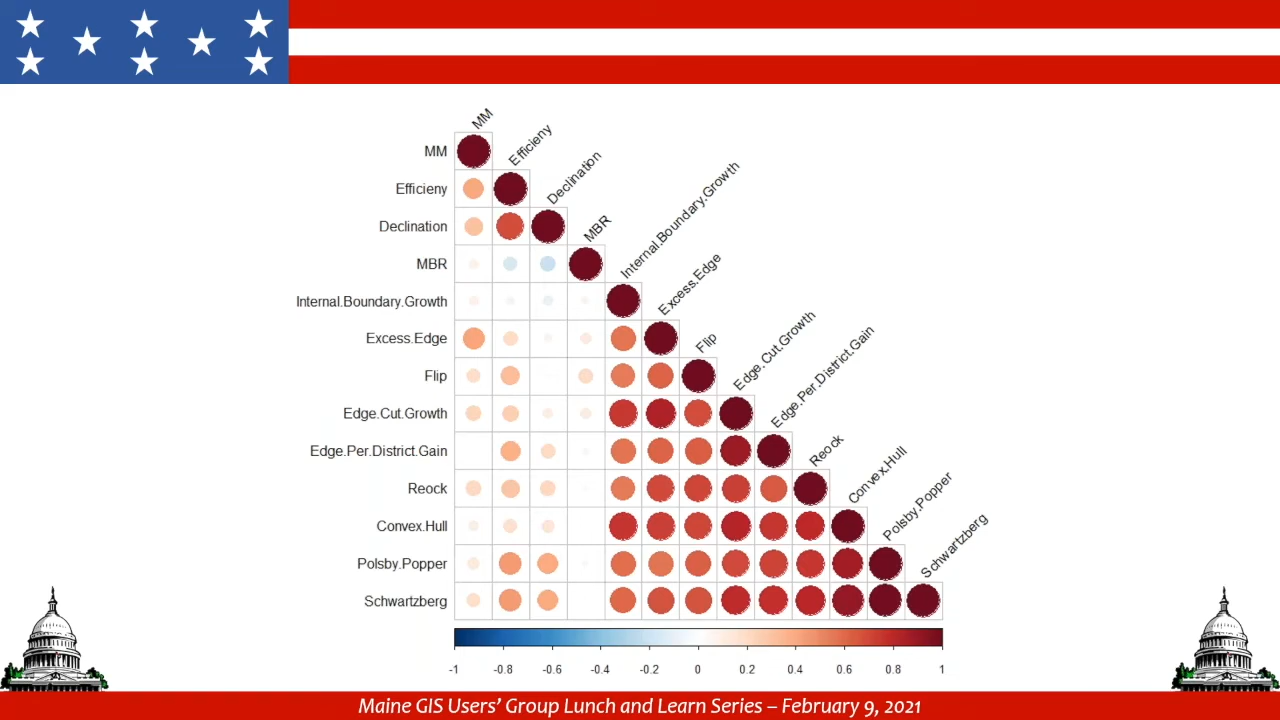 MM
Efficieny
Declination
MBR
Internal.Boundary.Growth
Excess.Edge
Flip
Edge.Cut.Growth
Edge.Per.District.Gain
Reock
Convex.Hull
Polsby.Popper
Schwartzberg
MM
Efficieny
Declination
MBR
Internal.Boundary.Growth
Excess.Edge
Flip
Edge.Cut.Growth
Edge.Per.District.Gain
Reock
Convex.Hull
Polsby.Popper
Schwartzberg
-1 -0.8 -0.6 -0.4 -0.2 0 0.2 0.4 0.6 0.8 1
Maine GIS Users’ Group Lunch and Learn Series – February 9, 2021